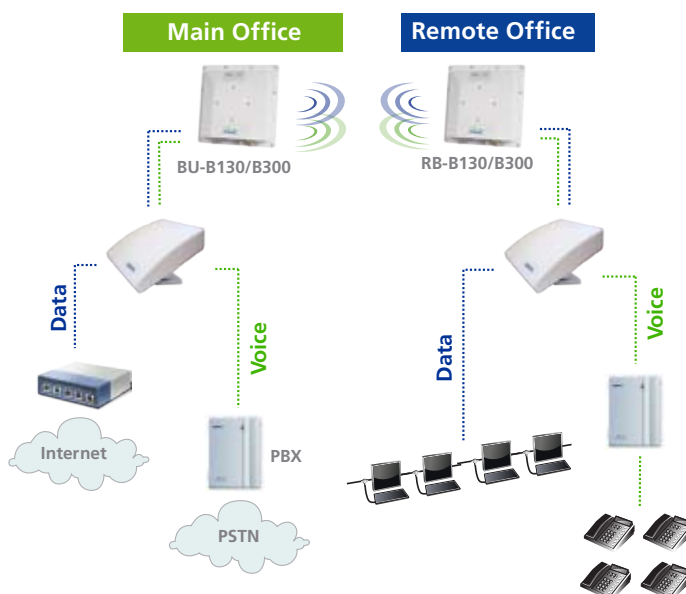 Main Office
Remote Office
BU-B130/B300
RB-B130/B300
Data
Voice
Data
Voice
Internet
PBX
PSTN